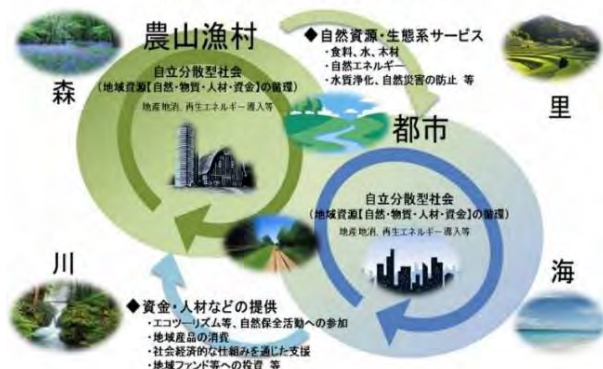 農山漁村
森
自立分散型社会
(地域資源【自然・物質・人材・資金】の循環)
地産地消、再生エネルギー導入等
◆自然資源・生態系サービス
・食料、水、木材
・自然エネルギー
・水質浄化、自然災害の防止 等
里
都市
自立分散型社会
(地域資源【自然・物質・人材・資金】の循環)
地産地消、再生エネルギー導入等
川
海
◆資金・人材などの提供
・エコツーリズム等、自然保全活動への参加
・地域産品の消費
・社会経済的な仕組みを通じた支援
・地域ファンド等への投資 等